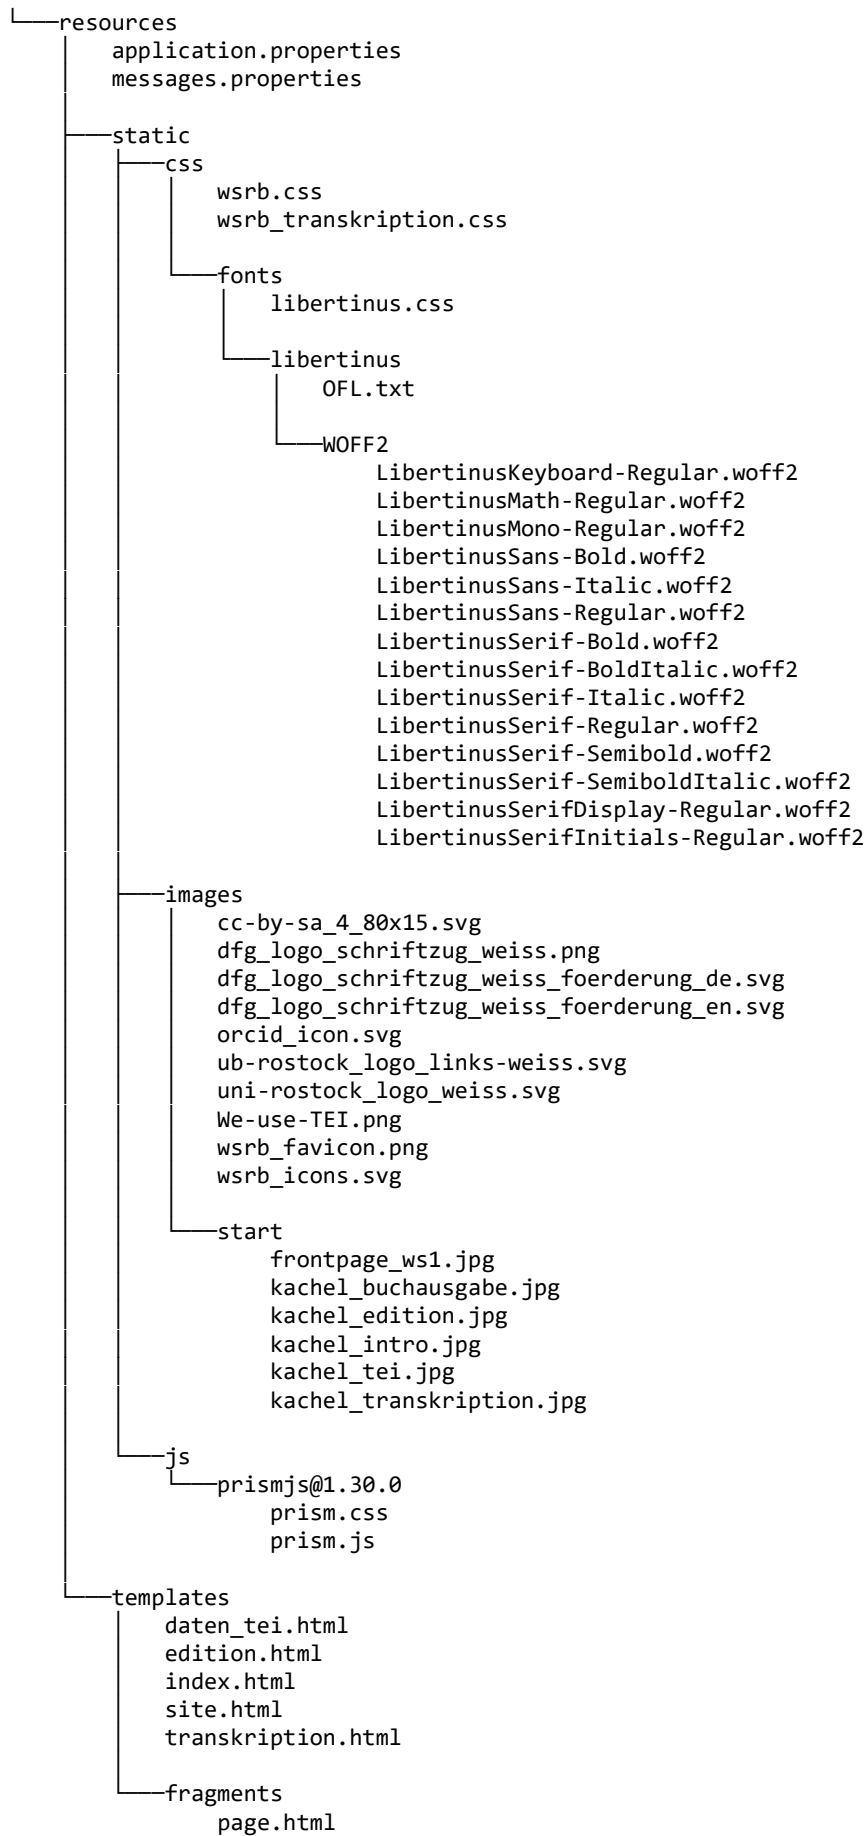 resources
application.properties
messages.properties
static
css
wsrb.css
wsrb_transkription.css
fonts
libertinus.css
libertinus
OFL.txt
WOFF2
LibertinusKeyboard-Regular.woff2
LibertinusMath-Regular.woff2
LibertinusMono-Regular.woff2
LibertinusSans-Bold.woff2
LibertinusSans-Italic.woff2
LibertinusSans-Regular.woff2
LibertinusSerif-Bold.woff2
LibertinusSerif-BoldItalic.woff2
LibertinusSerif-Italic.woff2
LibertinusSerif-Regular.woff2
LibertinusSerif-Semibold.woff2
LibertinusSerif-SemiboldItalic.woff2
LibertinusSerifDisplay-Regular.woff2
LibertinusSerifInitials-Regular.woff2
images
cc-by-sa_4_80x15.svg
dfg_logo_schriftzug_weiss.png
dfg_logo_schriftzug_weiss_foerderung_de.svg
dfg_logo_schriftzug_weiss_foerderung_en.svg
orcid_icon.svg
ub-rostock_logo_links-weiss.svg
uni-rostock_logo_weiss.svg
We-use-TEI.png
wsrb_favicon.png
wsrb_icons.svg
start
frontpage_ws1.jpg
kachel_buchausgabe.jpg
kachel_edition.jpg
kachel_intro.jpg
kachel_tei.jpg
kachel_transkription.jpg
js
prismjs@1.30.0
prism.css
prism.js
templates
daten_tei.html
edition.html
index.html
site.html
transkription.html
fragments
page.html